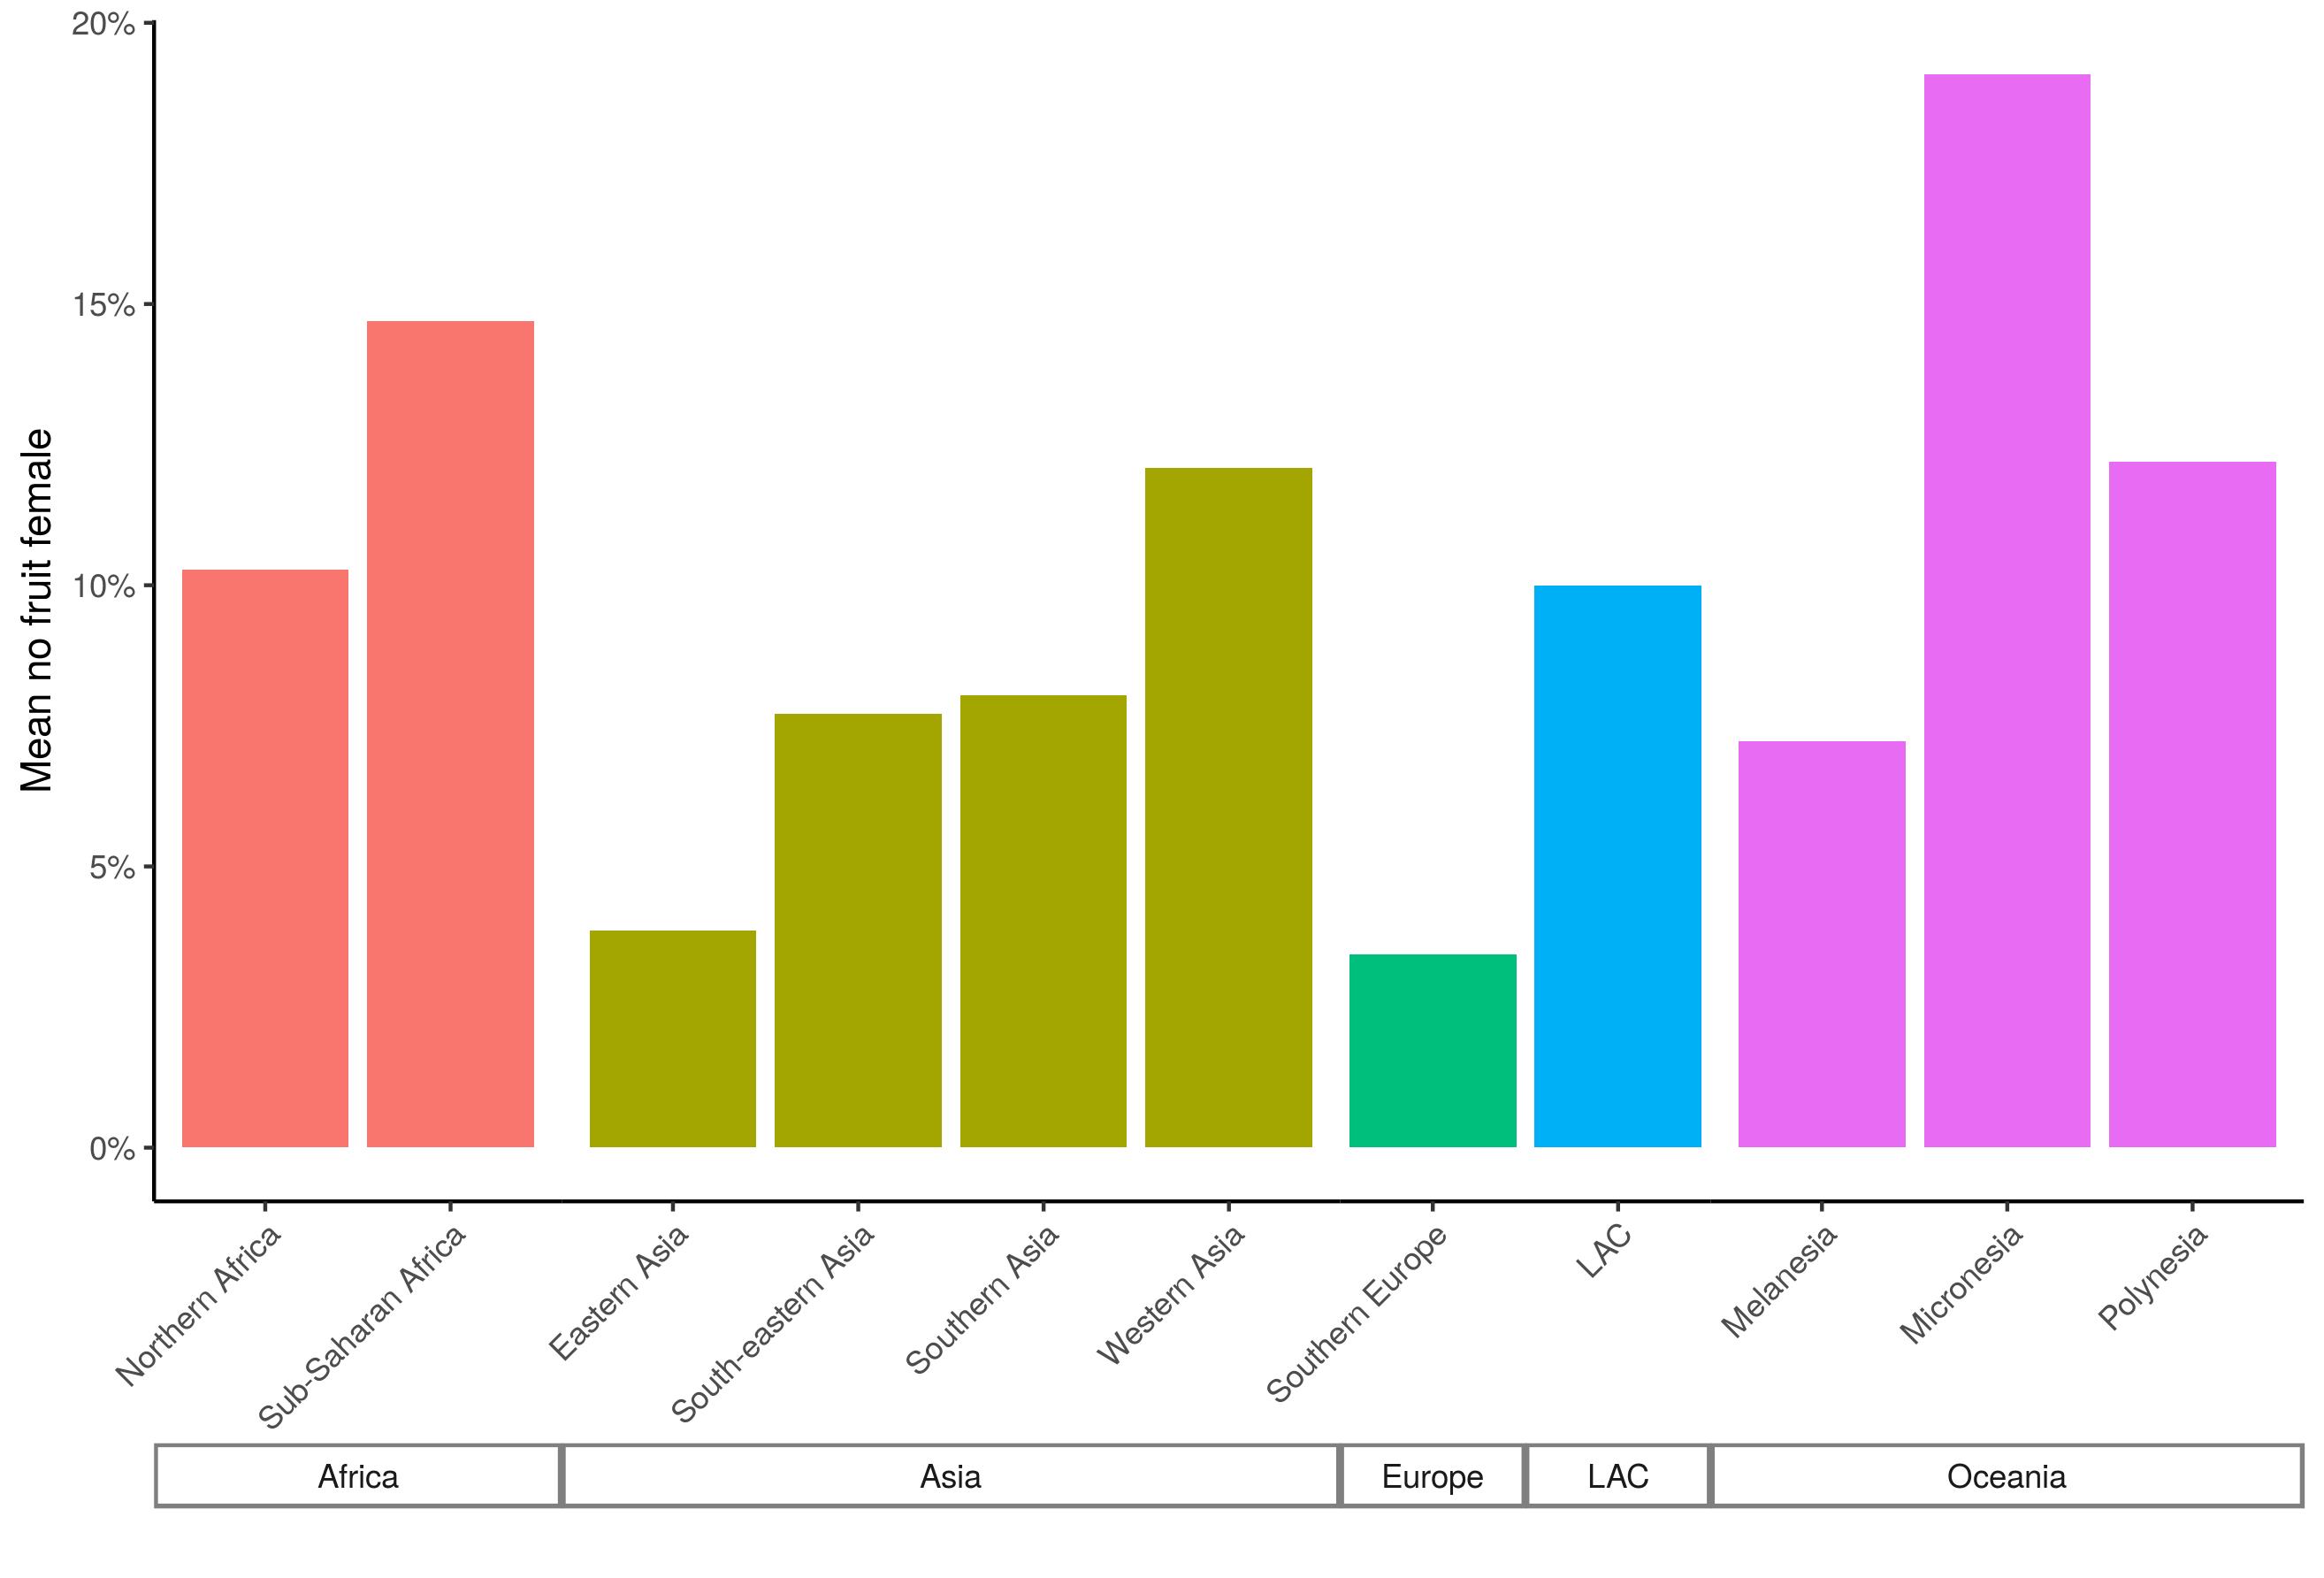 20%
15%
10%
5%
0%
Mean no fruit female
Northern Africa
Sub-Saharan Africa
Eastern Asia
South-eastern Asia
Southern Asia
Western Asia
Southern Europe
LAC
Melanesia
Micronesia
Polynesia
Africa
Asia
Europe
LAC
Oceania